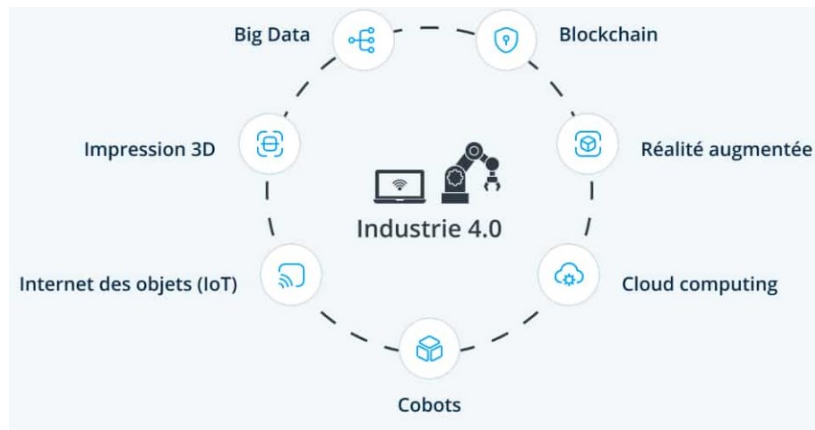 Big Data
Blockchain
Impression 3D
Réalité augmentée
Industrie 4.0
Internet des objets (IoT)
Cloud computing
Cobots